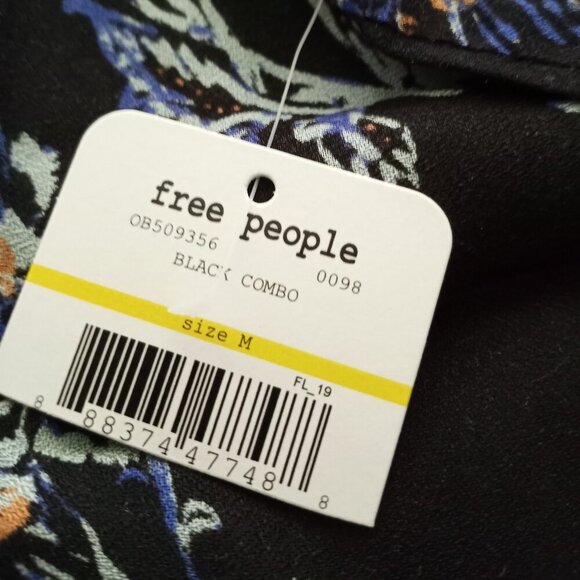 free people
OB509356 0098
BLACK COMBO
size M
FL_19
8 88374 47748 8